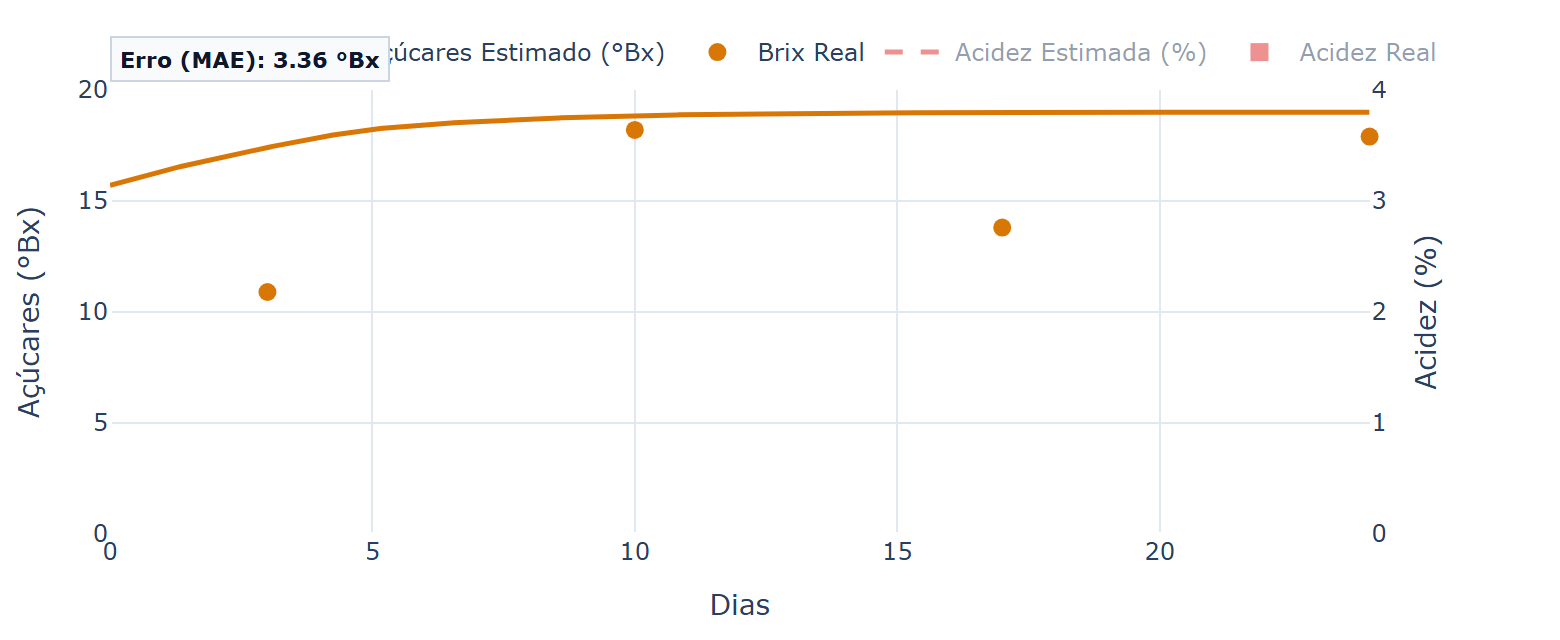 Erro (MAE): 3.36 ºBx
çúcares Estimado (°Bx) Brix Real Acidez Estimada (%) Acidez Real
20 4
15 3
10 2
5 1
0 0
Açúcares (°Bx)
Acidez (%)
0 5 10 15 20
Dias